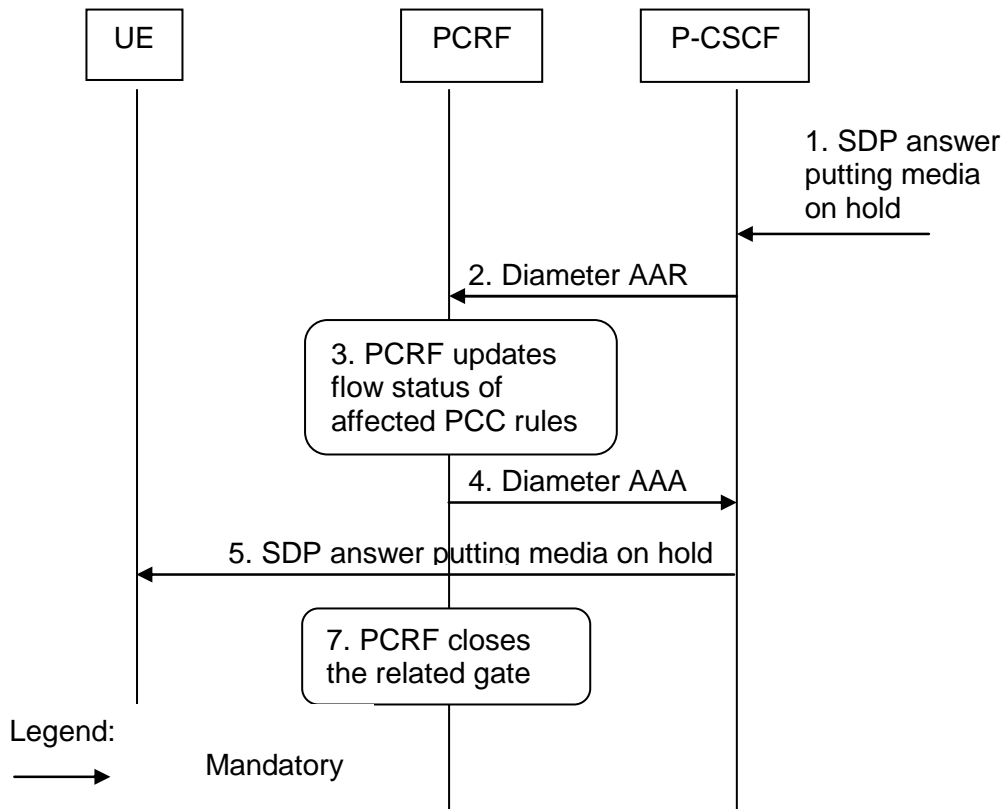 UE
PCRF
P-CSCF
1. SDP answer
putting media
on hold
2. Diameter AAR
3. PCRF updates
flow status of
affected PCC rules
4. Diameter AAA
5. SDP answer putting media on hold
7. PCRF closes
the related gate
Legend:
Mandatory